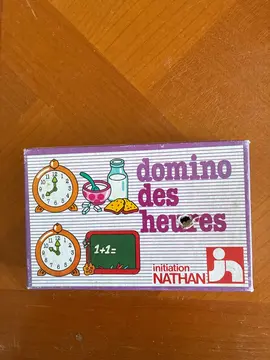 domino
des
heures
1+1=
initiation
NATHAN